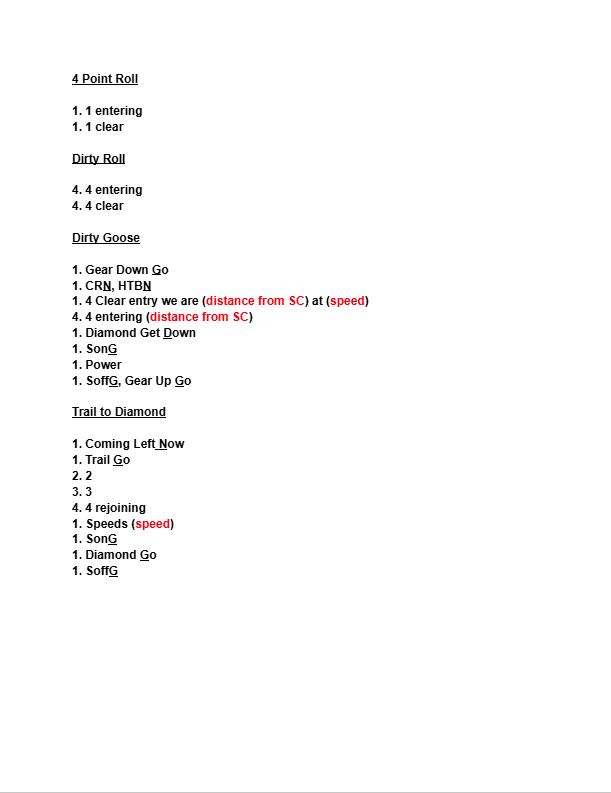 4 Point Roll
1. 1 entering
1. 1 clear
Dirty Roll
4. 4 entering
4. 4 clear
Dirty Goose
1. Gear Down Go
1. CRN, HTBN
1. 4 Clear entry we are (distance from SC) at (speed)
4. 4 entering (distance from SC)
1. Diamond Get Down
1. SonG
1. Power
1. SoffG, Gear Up Go
Trail to Diamond
1. Coming Left Now
1. Trail Go
2. 2
3. 3
4. 4 rejoining
1. Speeds (speed)
1. SonG
1. Diamond Go
1. SoffG